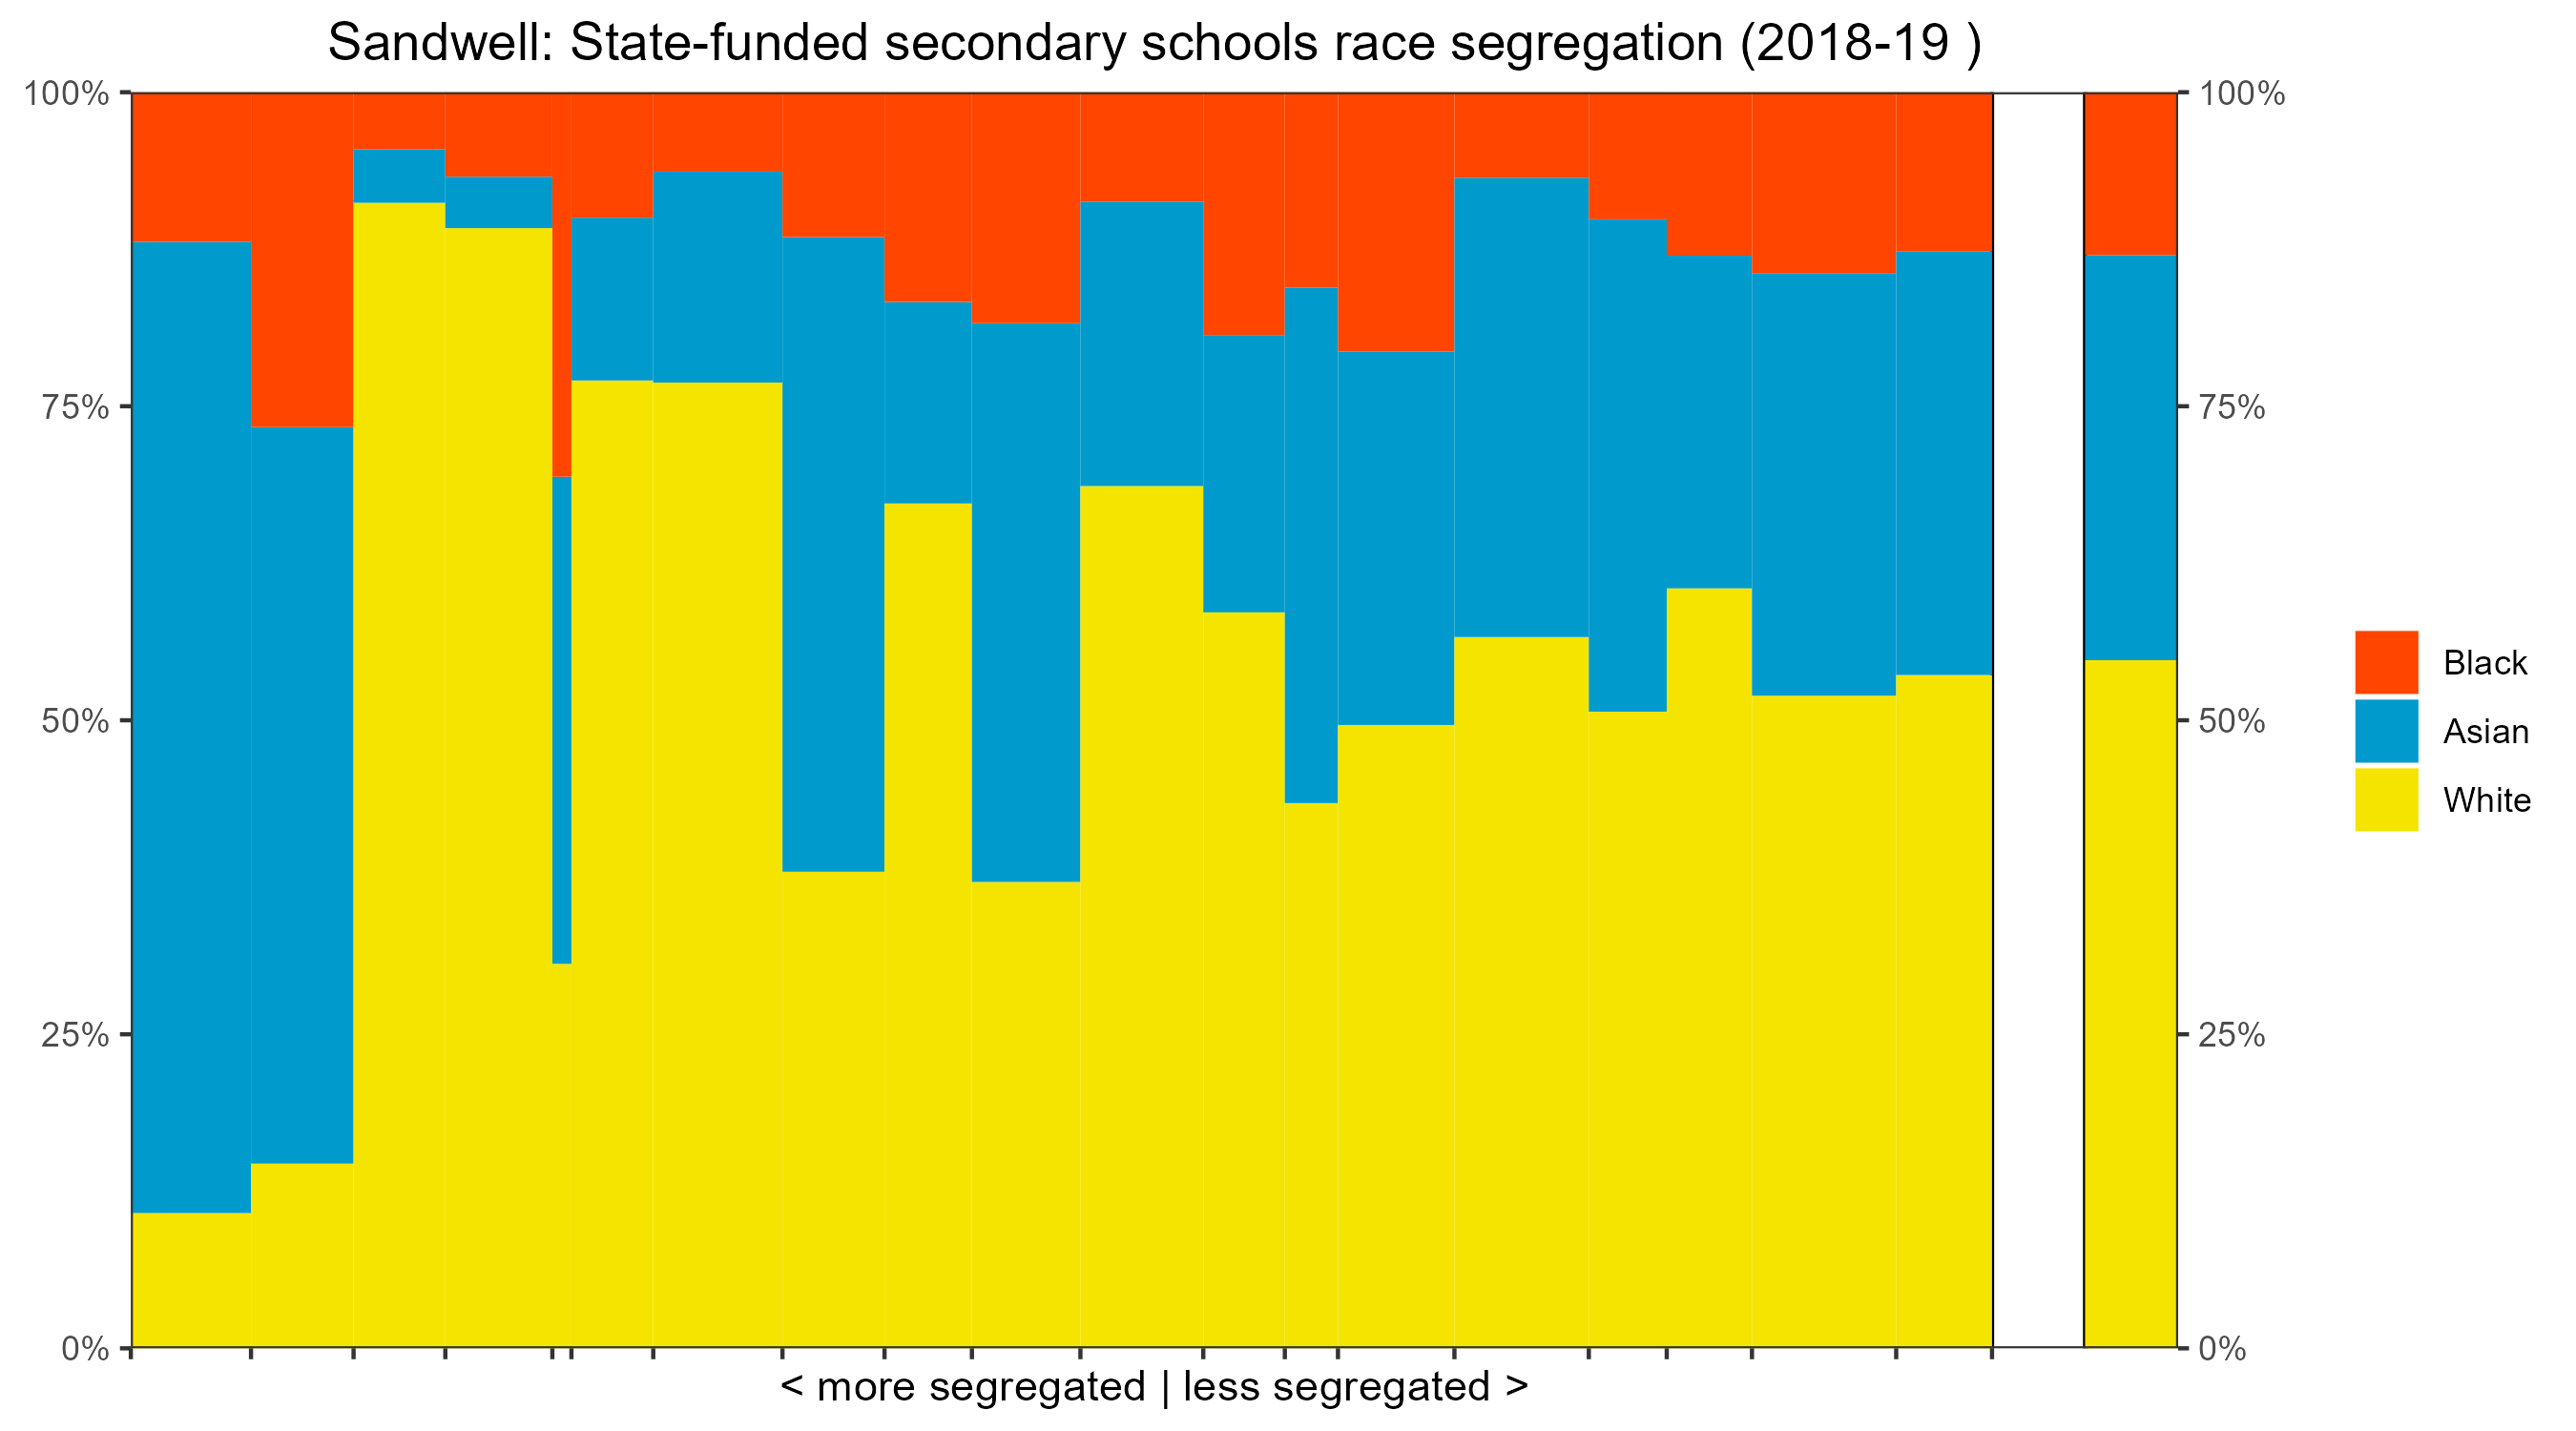 Sandwell: State-funded secondary schools race segregation (2018-19 )
100%
75%
50%
25%
0%
100%
75%
50%
25%
0%
Black
Asian
White
< more segregated | less segregated >